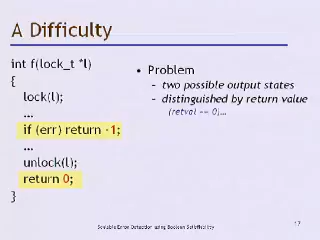 A Difficulty
int f(lock_t *l)
{
lock(l);
...
if (err) return -1;
...
unlock(l);
return 0;
}
• Problem
– two possible output states
– distinguished by return value
(retval == 0)...
Scalable Error Detection using Boolean Satisfiability
17